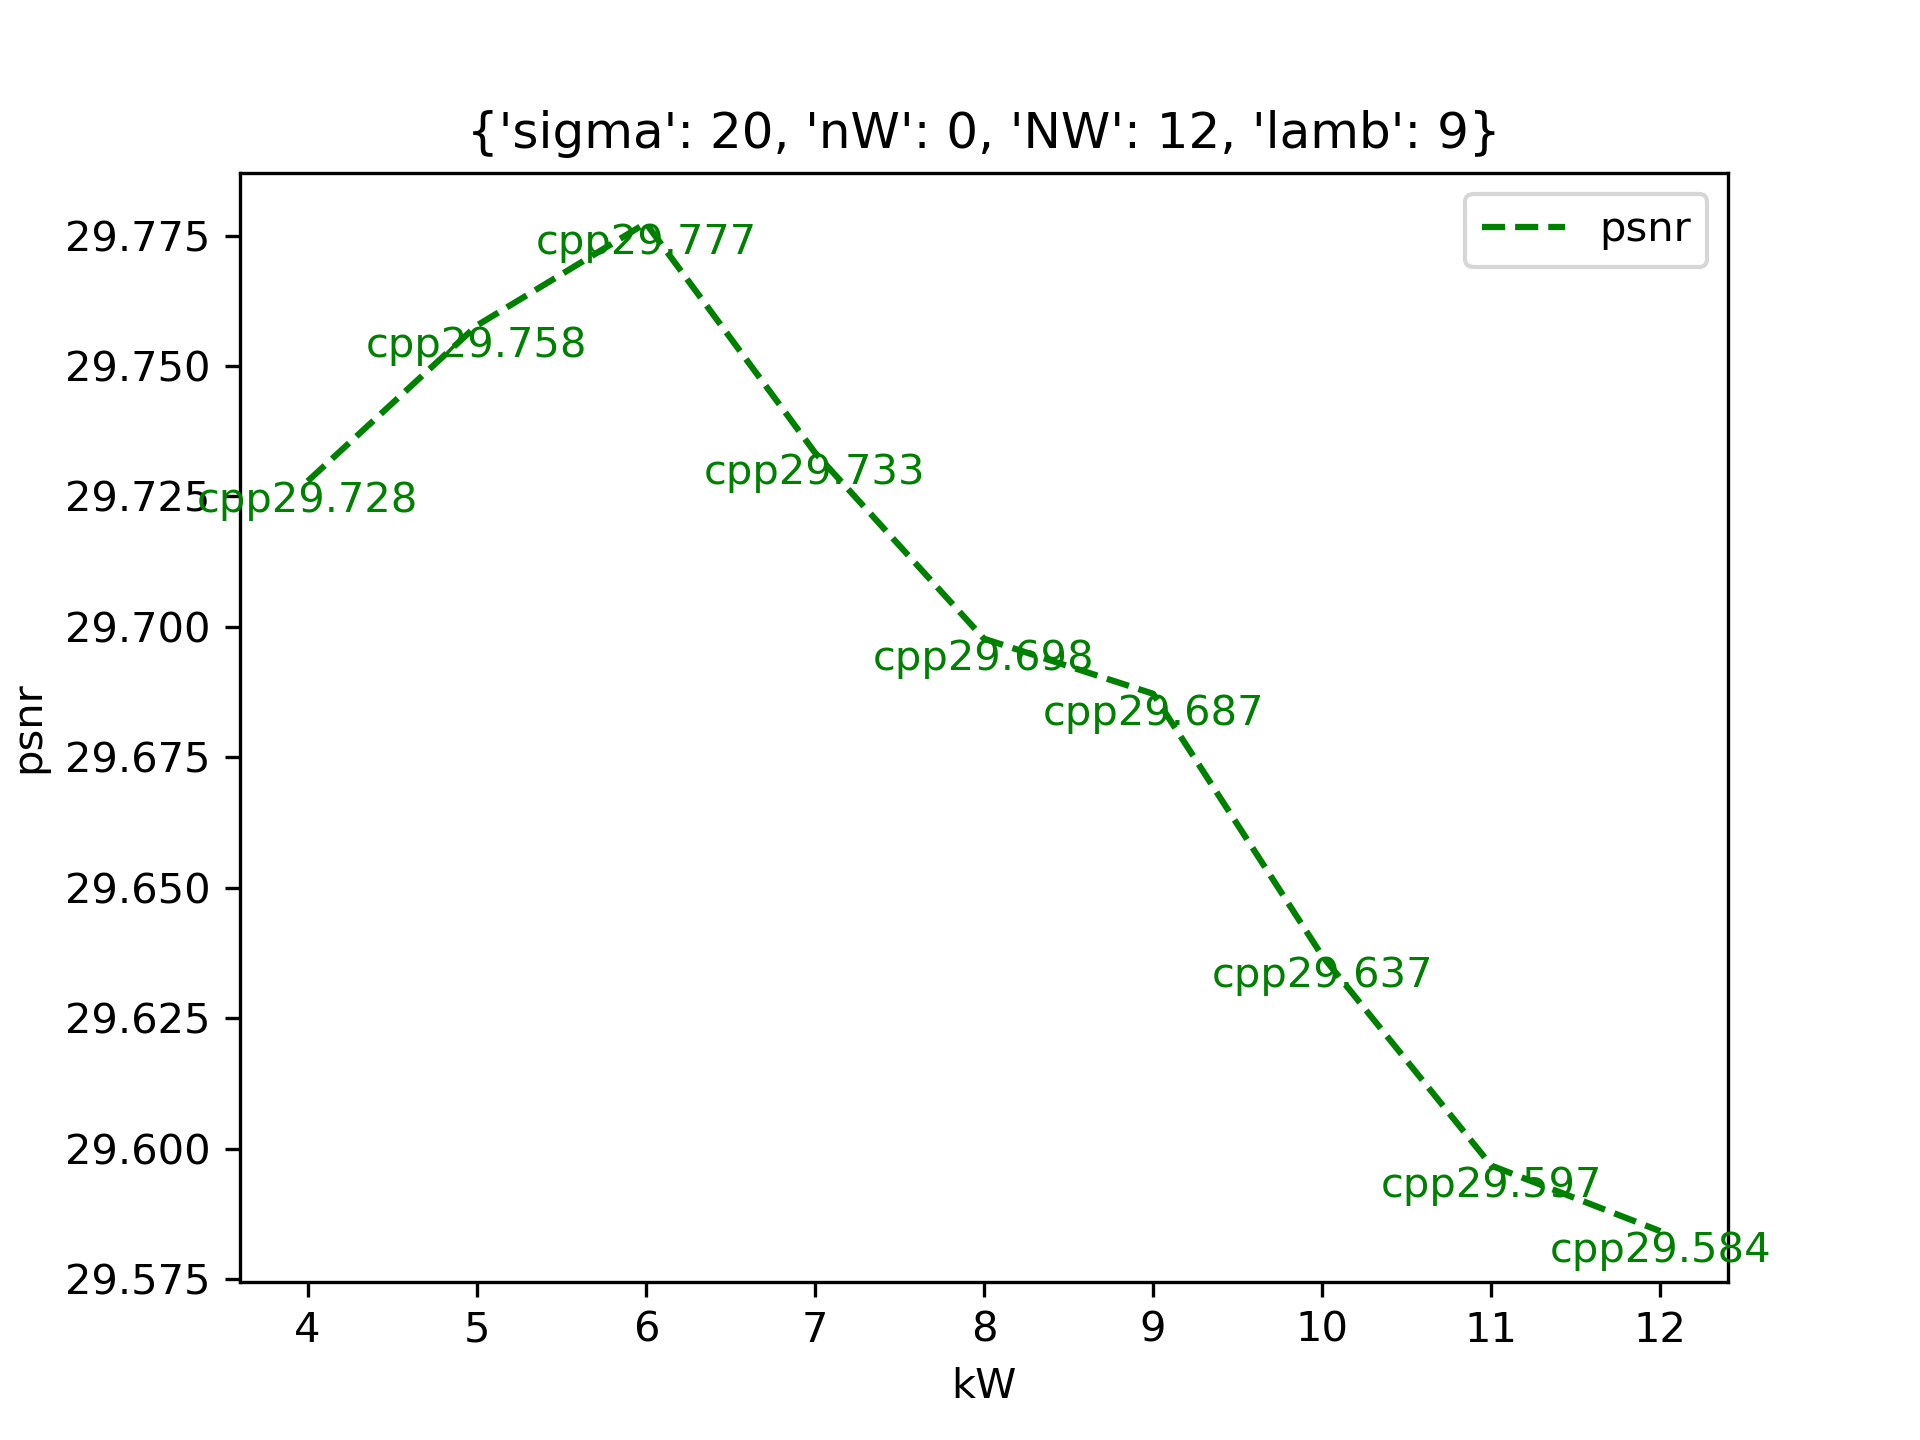 {'sigma': 20, 'nW': 0, 'NW': 12, 'lamb': 9}
psnr
29.775
29.750
29.725
29.700
29.675
29.650
29.625
29.600
29.575
psnr
cpp29.728
cpp29.758
cpp29.777
cpp29.733
cpp29.698
cpp29.687
cpp29.637
cpp29.597
cpp29.584
4 5 6 7 8 9 10 11 12
kW